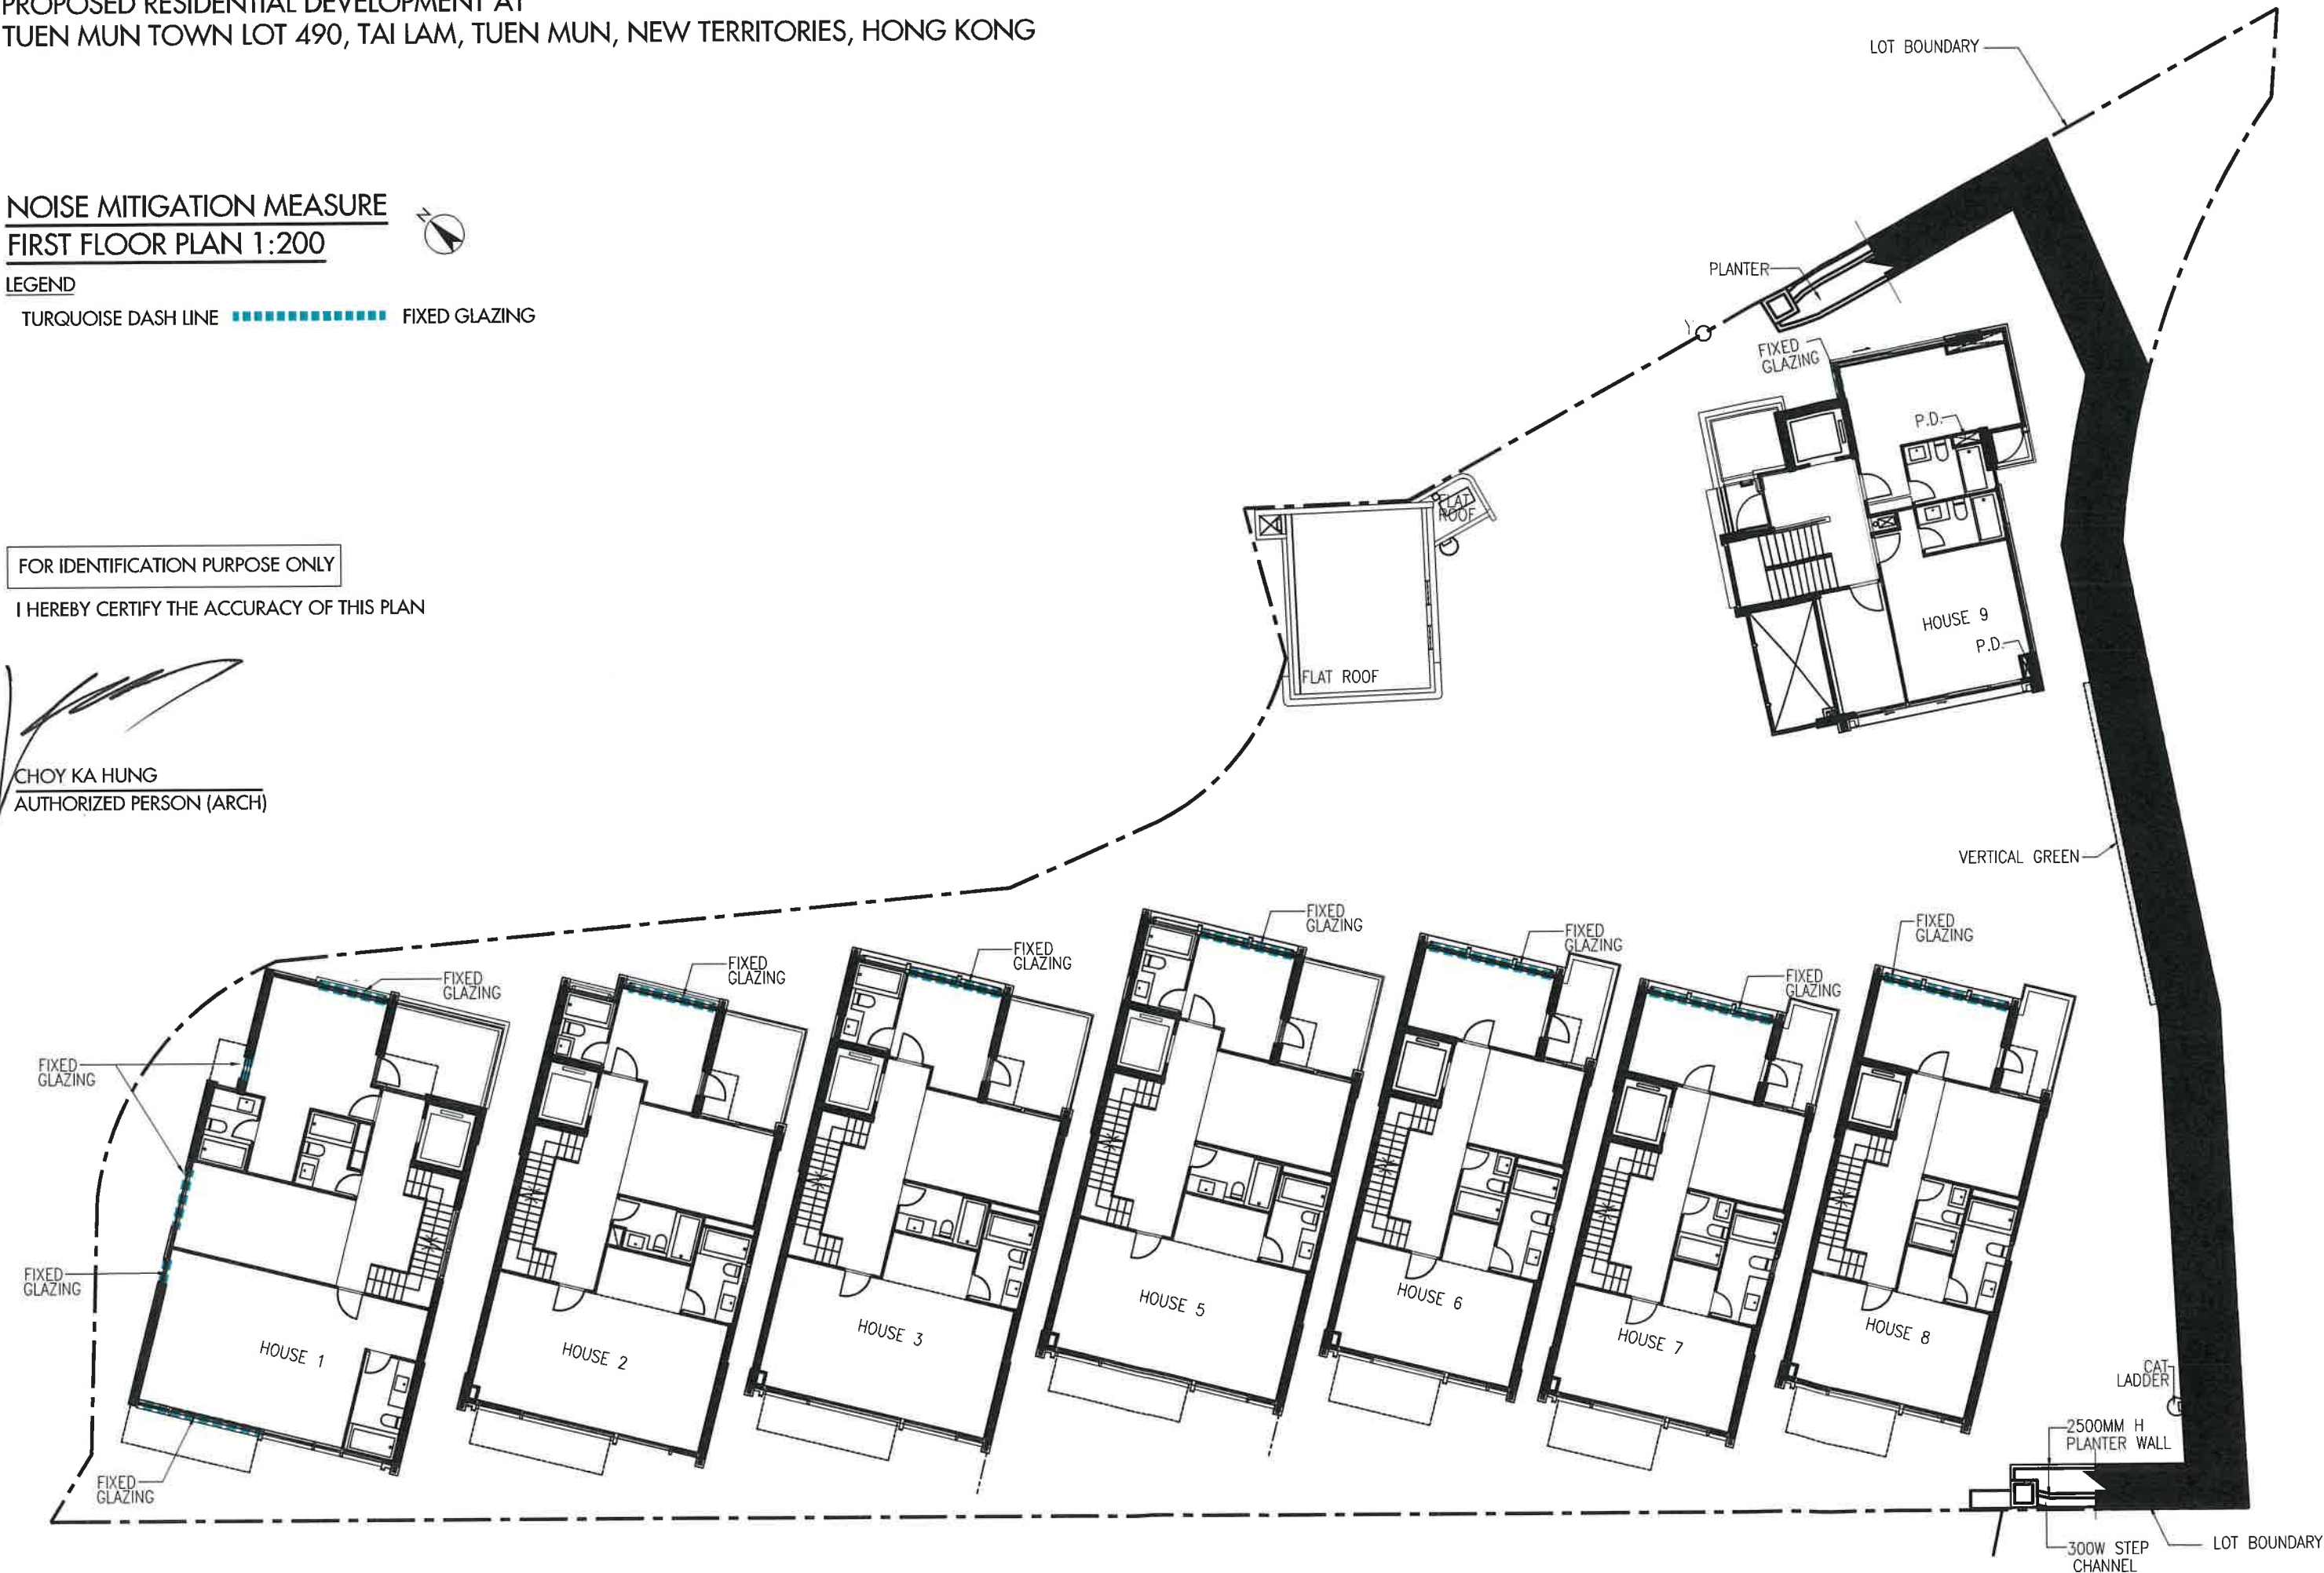 PROPOSED RESIDENTIAL DEVELOPMENT AT
TUEN MUN TOWN LOT 490, TAI LAM, TUEN MUN, NEW TERRITORIES, HONG KONG
LOT BOUNDARY
NOISE MITIGATION MEASURE
FIRST FLOOR PLAN 1:200
N
LEGEND
TURQUOISE DASH LINE
FIXED GLAZING
PLANTER
Y
FIXED
GLAZING
P.D.
FLAT
ROOF
FOR IDENTIFICATION PURPOSE ONLY
I HEREBY CERTIFY THE ACCURACY OF THIS PLAN
HOUSE 9
P.D.
FLAT ROOF
CHOY KA HUNG
AUTHORIZED PERSON (ARCH)
VERTICAL GREEN
FIXED
GLAZING
FIXED
GLAZING
FIXED
GLAZING
FIXED
GLAZING
FIXED
GLAZING
FIXED
GLAZING
FIXED
GLAZING
FIXED
GLAZING
FIXED
GLAZING
HOUSE 1
HOUSE 2
HOUSE 3
HOUSE 5
HOUSE 6
HOUSE 7
HOUSE 8
CAT
LADDER
2500MM H
PLANTER WALL
FIXED
GLAZING
300W STEP
CHANNEL
LOT BOUNDARY